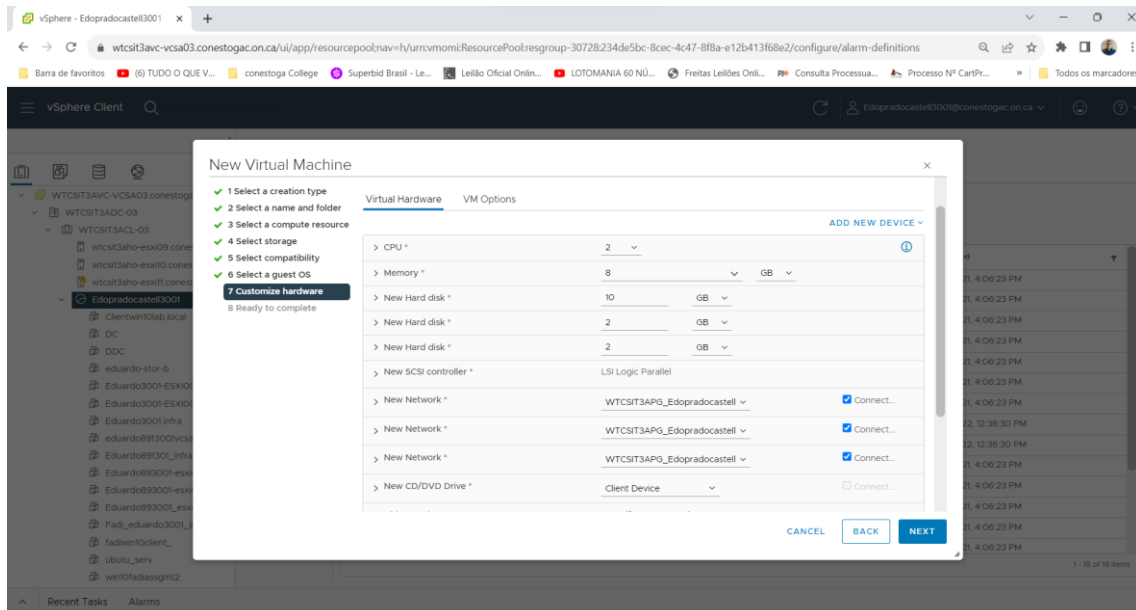 vSphere - Edopradocastell3001
wtcsit3avc-vcsa03.conestogac.on.ca/ui/app/resourcepool;nav=h/urn:vmomi:ResourcePool:resgroup-30728:234de5bc-8cec-4c47-8f8a-e12b413f68e2/configure/alarm-definitions
Barra de favoritos (6) TUDO O QUE V... conestoga College Superbid Brasil - Le... Leilão Oficial Onlin... LOTOMANIA 60 NÚ... Freitas Leilões Onli... Consulta Processua... Processo Nº CartPr... » Todos os marcadores
vSphere Client Edopradocastell3001@conestogac.on.ca
WTCSIT3AVC-VCSA03.conestoga
WTCSIT3ADC-03
WTCSIT3ACL-03
wtcsit3aho-esxi09.cone
wtcsit3aho-esxi10.cones
wtcsit3aho-esxi11.conest
Edopradocastell3001
Clientwin10lab.local
DC
DDC
eduardo-stor-b
Eduardo3001-ESXI00
Eduardo3001-ESXI00
Eduardo3001.infra
eduardo8913001vcsa
Eduardo891301_infra
Eduardo893001-esxi
Eduardo893001-esxi
Eduardo893001_esx
Fadi_eduardo3001_i
fadiwin10client_
ubutu_serv
win10fadiassgmt2
New Virtual Machine
1 Select a creation type
2 Select a name and folder
3 Select a compute resource
4 Select storage
5 Select compatibility
6 Select a guest OS
7 Customize hardware
8 Ready to complete
Virtual Hardware VM Options
ADD NEW DEVICE
CPU * 2
Memory * 8 GB
New Hard disk * 10 GB
New Hard disk * 2 GB
New Hard disk * 2 GB
New SCSI controller * LSI Logic Parallel
New Network * WTCSIT3APG_Edopradocastell Connect...
New Network * WTCSIT3APG_Edopradocastell Connect...
New Network * WTCSIT3APG_Edopradocastell Connect...
New CD/DVD Drive * Client Device Connect...
CANCEL BACK NEXT
21, 4:06:23 PM
21, 4:06:23 PM
21, 4:06:23 PM
21, 4:06:23 PM
21, 4:06:23 PM
21, 4:06:23 PM
21, 4:06:23 PM
22, 12:36:30 PM
22, 12:36:30 PM
21, 4:06:23 PM
21, 4:06:23 PM
21, 4:06:23 PM
21, 4:06:23 PM
21, 4:06:23 PM
1 - 19 of 19 items
Recent Tasks Alarms